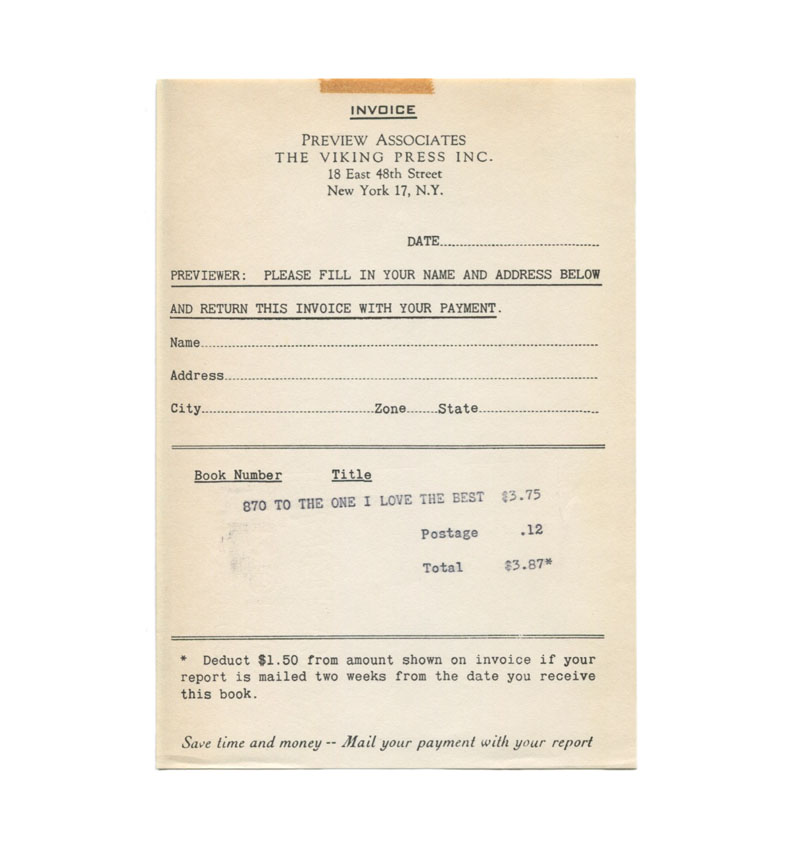 INVOICE
PREVIEW ASSOCIATES
THE VIKING PRESS INC.
18 East 48th Street
New York 17, N.Y.
DATE
PREVIEWER: PLEASE FILL IN YOUR NAME AND ADDRESS BELOW
AND RETURN THIS INVOICE WITH YOUR PAYMENT.
Name
Address
City Zone State
Book Number Title
870 TO THE ONE I LOVE THE BEST $3.75
Postage .12
Total $3.87*
* Deduct $1.50 from amount shown on invoice if your
report is mailed two weeks from the date you receive
this book.
Save time and money -- Mail your payment with your report